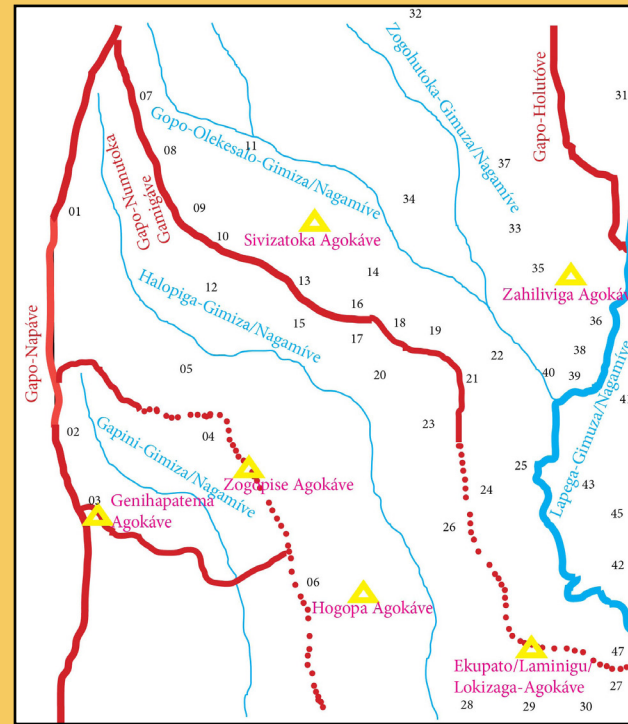 32
07
31
11
37
08
Gopo-Olekesalo-Gimiza/Nagamíve
Zogohutoka-Gimuza/Nagamíve
Gapo-Holutóve
Gapo-Numutoka
Gamigáve
01
09
34
10
33
Sivizatoka Agokáve
35
Zahiliviga Agokáv
12
13
14
Halopiga-Gimiza/Nagamíve
16
15
18
19
36
17
22
38
Gapo-Napáve
05
20
21
40
39
41
02
04
23
Gapini-Gimiza/Nagamíve
Zogopise Agokáve
25
Lapega-Gimuza/Nagamíve
43
24
03
Genihapatema
Agokáve
26
45
42
06
Hogopa Agokáve
47
Ekupato/Laminigu/
Lokizaga-Agokáve
27
28
29
30